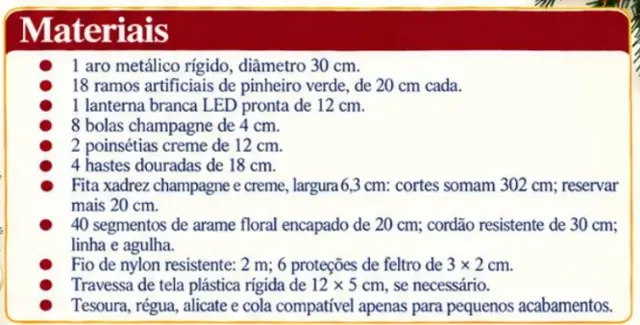 Materiais
● 1 aro metálico rígido, diâmetro 30 cm.
● 18 ramos artificiais de pinheiro verde, de 20 cm cada.
● 1 lanterna branca LED pronta de 12 cm.
● 8 bolas champagne de 4 cm.
● 2 poinsétias creme de 12 cm.
● 4 hastes douradas de 18 cm.
● Fita xadrez champagne e creme, largura 6,3 cm: cortes somam 302 cm; reservar
mais 20 cm.
● 40 segmentos de arame floral encapado de 20 cm; cordão resistente de 30 cm;
linha e agulha.
● Fio de nylon resistente: 2 m; 6 proteções de feltro de 3 × 2 cm.
● Travessa de tela plástica rígida de 12 × 5 cm, se necessário.
● Tesoura, régua, alicate e cola compatível apenas para pequenos acabamentos.